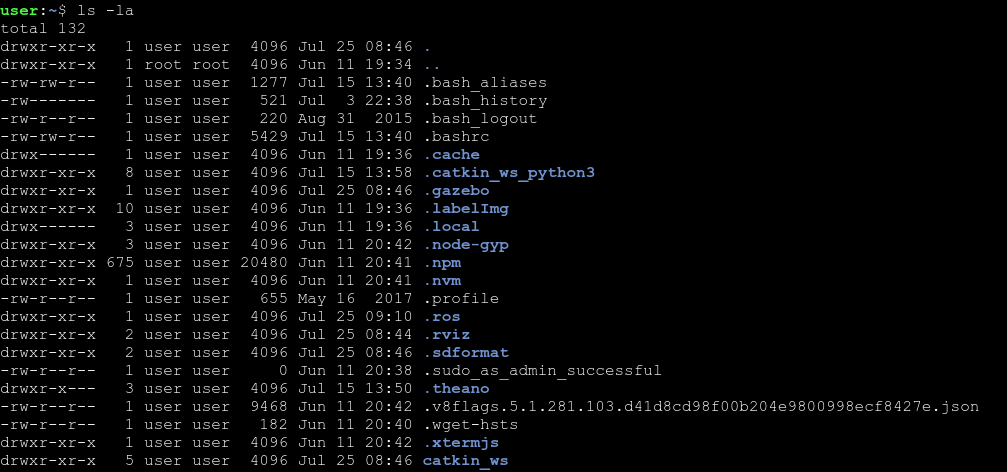 user:~$ ls -la
total 132
drwxr-xr-x   1 user user  4096 Jul 25 08:46 .
drwxr-xr-x   1 root root  4096 Jun 11 19:34 ..
-rw-rw-r--   1 user user  1277 Jul 15 13:40 .bash_aliases
-rw-------   1 user user   521 Jul  3 22:38 .bash_history
-rw-r--r--   1 user user   220 Aug 31  2015 .bash_logout
-rw-rw-r--   1 user user  5429 Jul 15 13:40 .bashrc
drwx------   1 user user  4096 Jun 11 19:36 .cache
drwxr-xr-x   8 user user  4096 Jul 15 13:58 .catkin_ws_python3
drwxr-xr-x   1 user user  4096 Jul 25 08:46 .gazebo
drwxr-xr-x  10 user user  4096 Jun 11 19:36 .labelImg
drwx------   3 user user  4096 Jun 11 19:36 .local
drwxr-xr-x   3 user user  4096 Jun 11 20:42 .node-gyp
drwxr-xr-x 675 user user 20480 Jun 11 20:41 .npm
drwxr-xr-x   1 user user  4096 Jun 11 20:41 .nvm
-rw-r--r--   1 user user   655 May 16  2017 .profile
drwxr-xr-x   1 user user  4096 Jul 25 09:10 .ros
drwxr-xr-x   2 user user  4096 Jul 25 08:44 .rviz
drwxr-xr-x   2 user user  4096 Jul 25 08:46 .sdformat
-rw-r--r--   1 user user     0 Jun 11 20:38 .sudo_as_admin_successful
drwxr-x---   3 user user  4096 Jul 15 13:50 .theano
-rw-r--r--   1 user user  9468 Jun 11 20:42 .v8flags.5.1.281.103.d41d8cd98f00b204e9800998ecf8427e.json
-rw-r--r--   1 user user   182 Jun 11 20:40 .wget-hsts
drwxr-xr-x   1 user user  4096 Jun 11 20:42 .xtermjs
drwxr-xr-x   5 user user  4096 Jul 25 08:46 catkin_ws